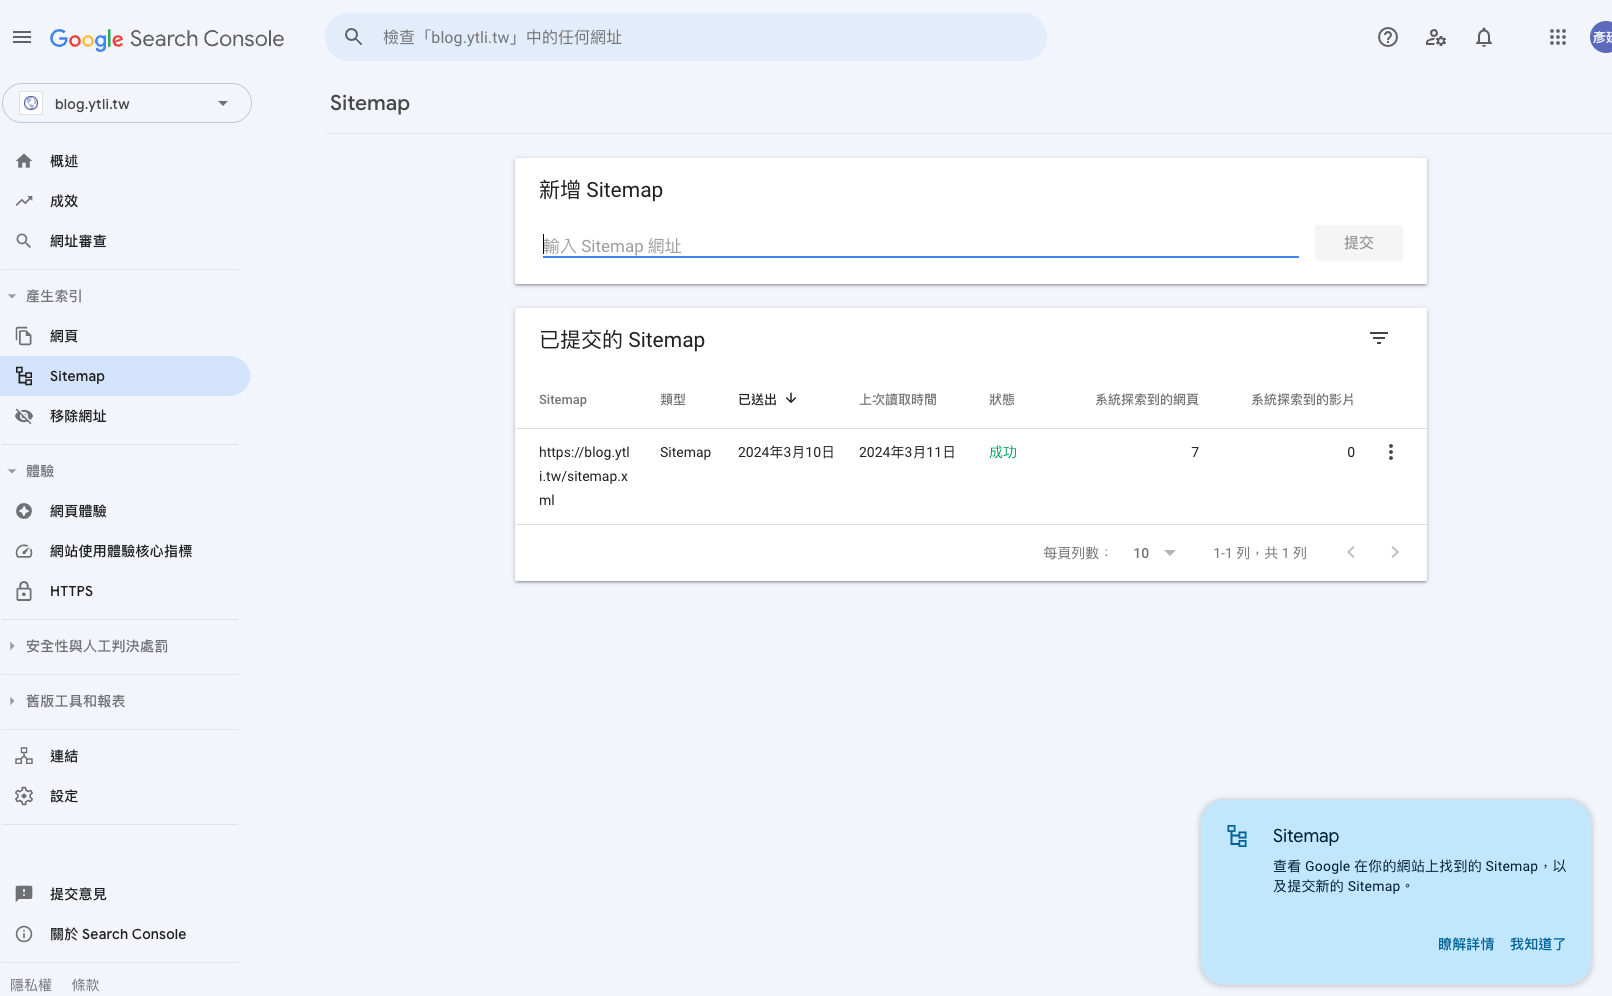 Google Search Console
檢查「blog.ytli.tw」中的任何網址
彥
blog.ytli.tw
Sitemap
概述
成效
網址審查
產生索引
網頁
Sitemap
移除網址
體驗
網頁體驗
網站使用體驗核心指標
HTTPS
安全性與人工判決處罰
舊版工具和報表
連結
設定
提交意見
關於 Search Console
隱私權 條款
新增 Sitemap
輸入 Sitemap 網址
提交
已提交的 Sitemap
Sitemap 類型 已送出 上次讀取時間 狀態 系統探索到的網頁 系統探索到的影片
https://blog.ytl Sitemap 2024年3月10日 2024年3月11日 成功 7 0
i.tw/sitemap.x
ml
每頁列數： 10 1-1 列，共 1 列
Sitemap
查看 Google 在你的網站上找到的 Sitemap，以
及提交新的 Sitemap。
瞭解詳情 我知道了